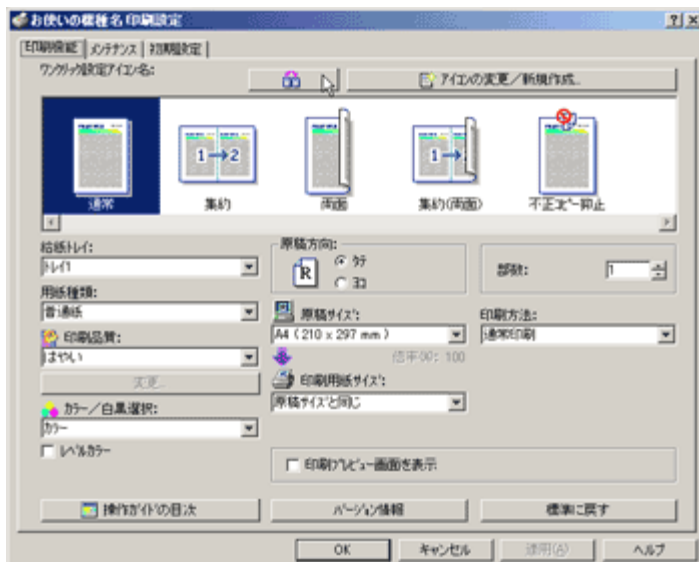 お使いの機種名 印刷設定
印刷機能 メンテナンス 初期設定
ワンクリック設定アイコン名:
アイコンの変更／新規作成...
1→2 1→2
通常 集約 両面 集約(両面) 不正コピー抑止
給紙トレイ:
トレイ1
用紙種類:
普通紙
印刷品質:
はやい
変更...
カラー／白黒選択:
カラー
レベルカラー
原稿方向:
R
タテ
ヨコ
原稿サイズ:
A4 (210 x 297 mm)
倍率(%): 100
印刷用紙サイズ:
原稿サイズと同じ
部数:
1
印刷方法:
通常印刷
印刷プレビュー画面を表示
操作ガイドの目次 バージョン情報 標準に戻す
OK キャンセル 適用(A) ヘルプ